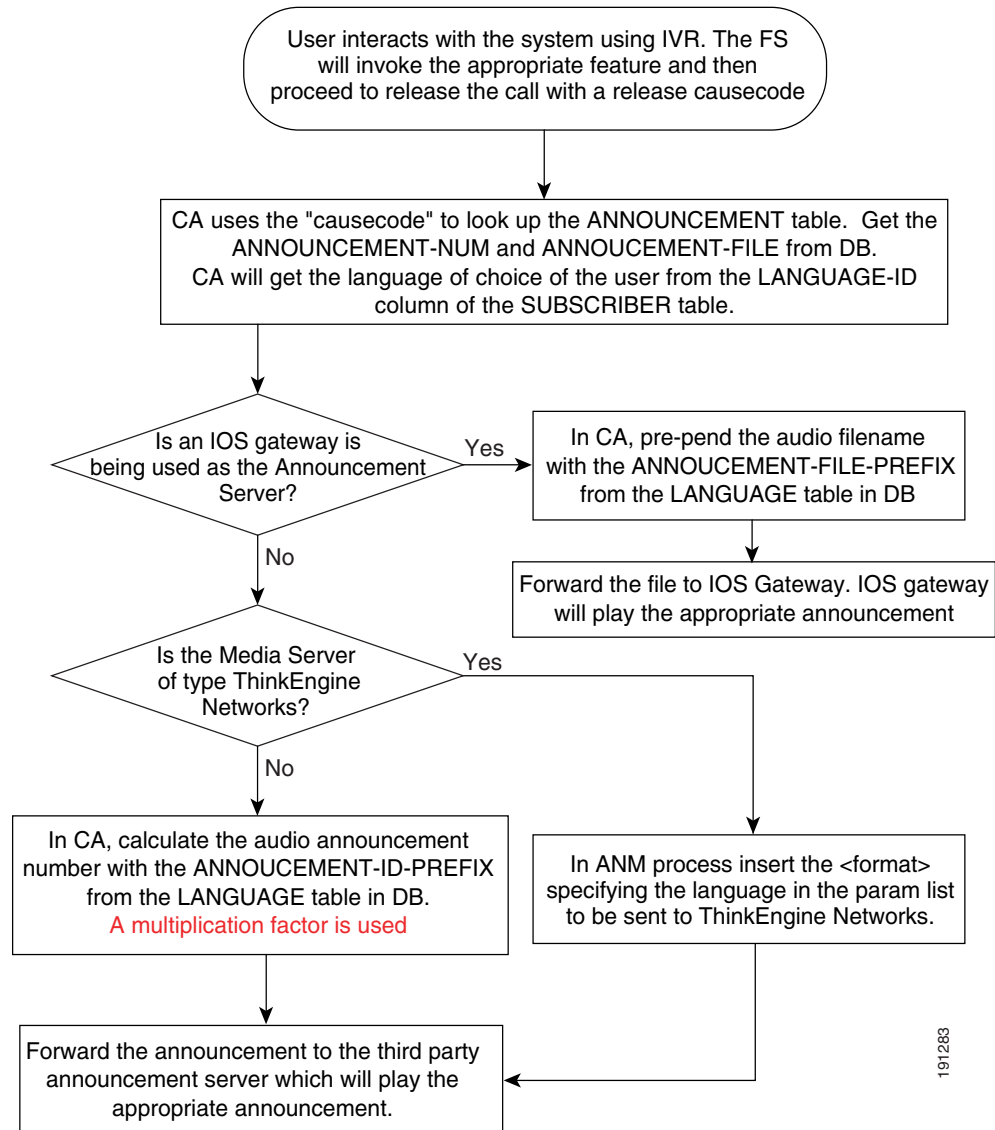 User interacts with the system using IVR. The FS
will invoke the appropriate feature and then
proceed to release the call with a release causecode
CA uses the "causecode" to look up the ANNOUNCEMENT table. Get the
ANNOUNCEMENT-NUM and ANNOUCEMENT-FILE from DB.
CA will get the language of choice of the user from the LANGUAGE-ID
column of the SUBSCRIBER table.
Is an IOS gateway is
being used as the Announcement
Server?
Yes
In CA, pre-pend the audio filename
with the ANNOUCEMENT-FILE-PREFIX
from the LANGUAGE table in DB
No
Forward the file to IOS Gateway. IOS gateway
will play the appropriate announcement
Is the Media Server
of type ThinkEngine
Networks?
Yes
No
In CA, calculate the audio announcement
number with the ANNOUCEMENT-ID-PREFIX
from the LANGUAGE table in DB.
A multiplication factor is used
In ANM process insert the <format>
specifying the language in the param list
to be sent to ThinkEngine Networks.
Forward the announcement to the third party
announcement server which will play the
appropriate announcement.
191283